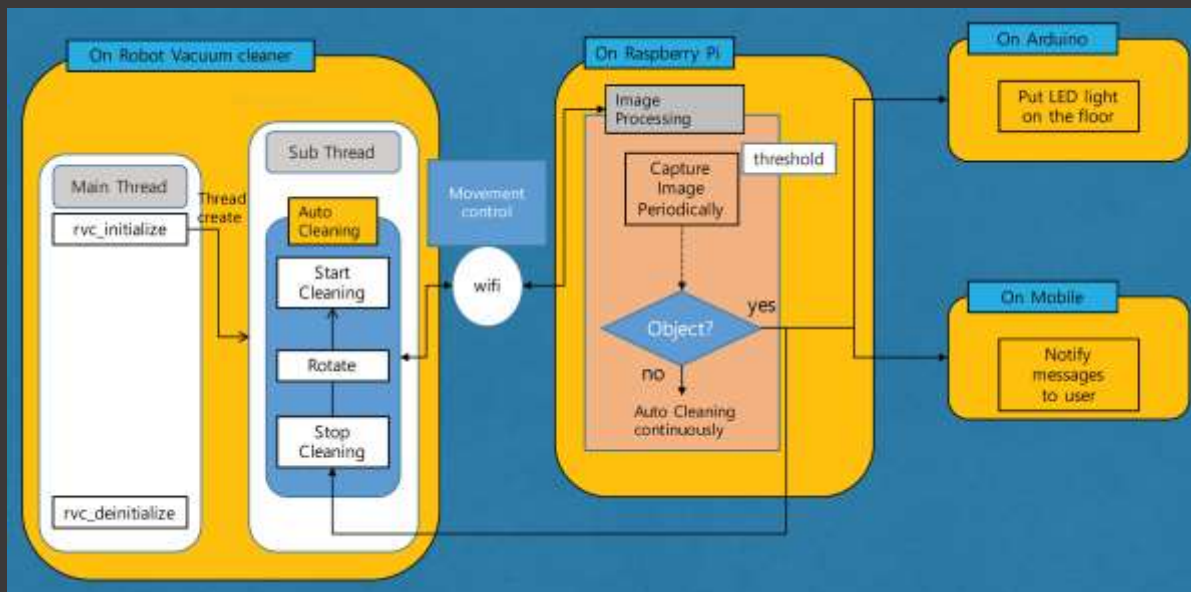 On Robot Vacuum cleaner
Main Thread
rvc_initialize
rvc_deinitialize
Thread
create
Sub Thread
Auto
Cleaning
Start
Cleaning
Rotate
Stop
Cleaning
Movement
control
wifi
On Raspberry Pi
Image
Processing
threshold
Capture
Image
Periodically
Object?
yes
no
Auto Cleaning
continuously
On Arduino
Put LED light
on the floor
On Mobile
Notify
messages
to user